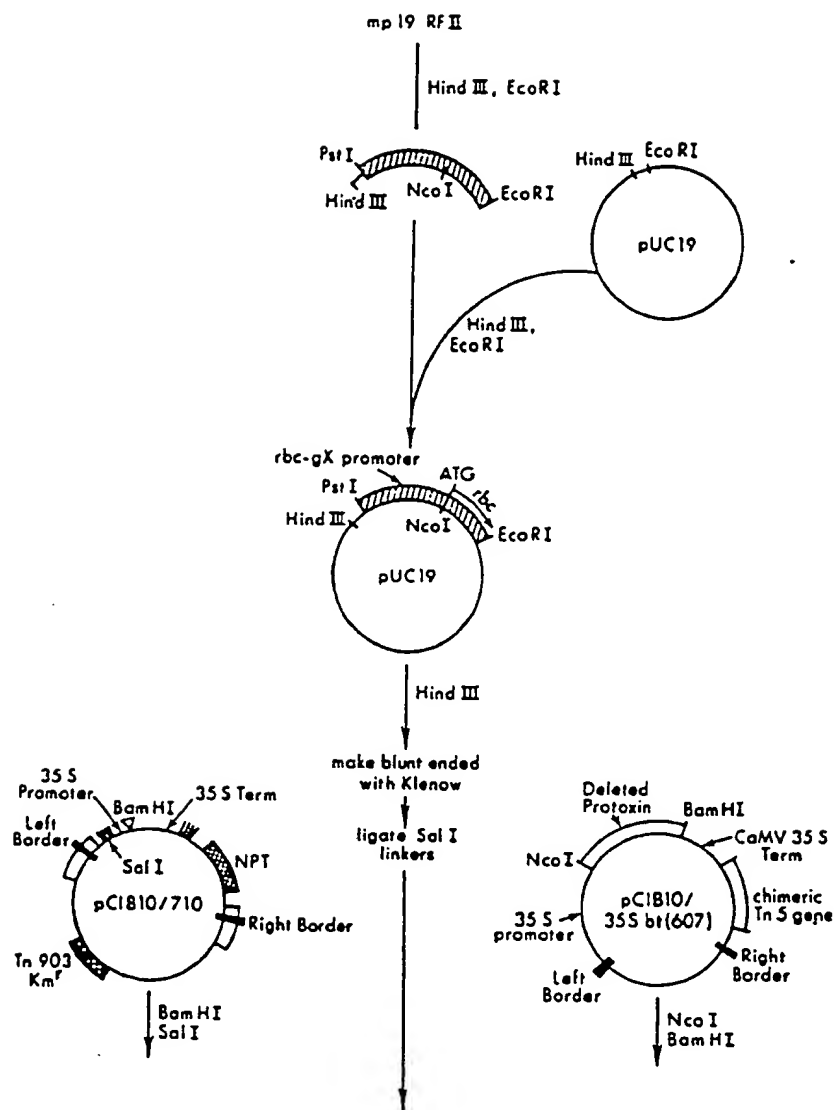 mp 19 RF II
Hind III, EcoRI
Pst I
Hind III
NcoI
EcoRI
Hind III
EcoRI
pUC19
Hind III,
EcoRI
rbc-gX promoter
ATG
rbc
Pst I
Hind III
NcoI
EcoRI
pUC19
Hind III
make blunt ended
with Klenow
ligate Sal I
linkers
35 S
Promoter
BamHI
35 S Term
Left
Border
Sal I
NPT
pCIB10/710
Right Border
Tn 903
Kmr
BamHI
Sal I
Deleted
Protoxin
BamHI
CaMV 35 S
Term
NcoI
pCIB10/
35S bt(607)
chimeric
Tn 5 gene
35 S
promoter
Right
Border
Left
Border
NcoI
BamHI